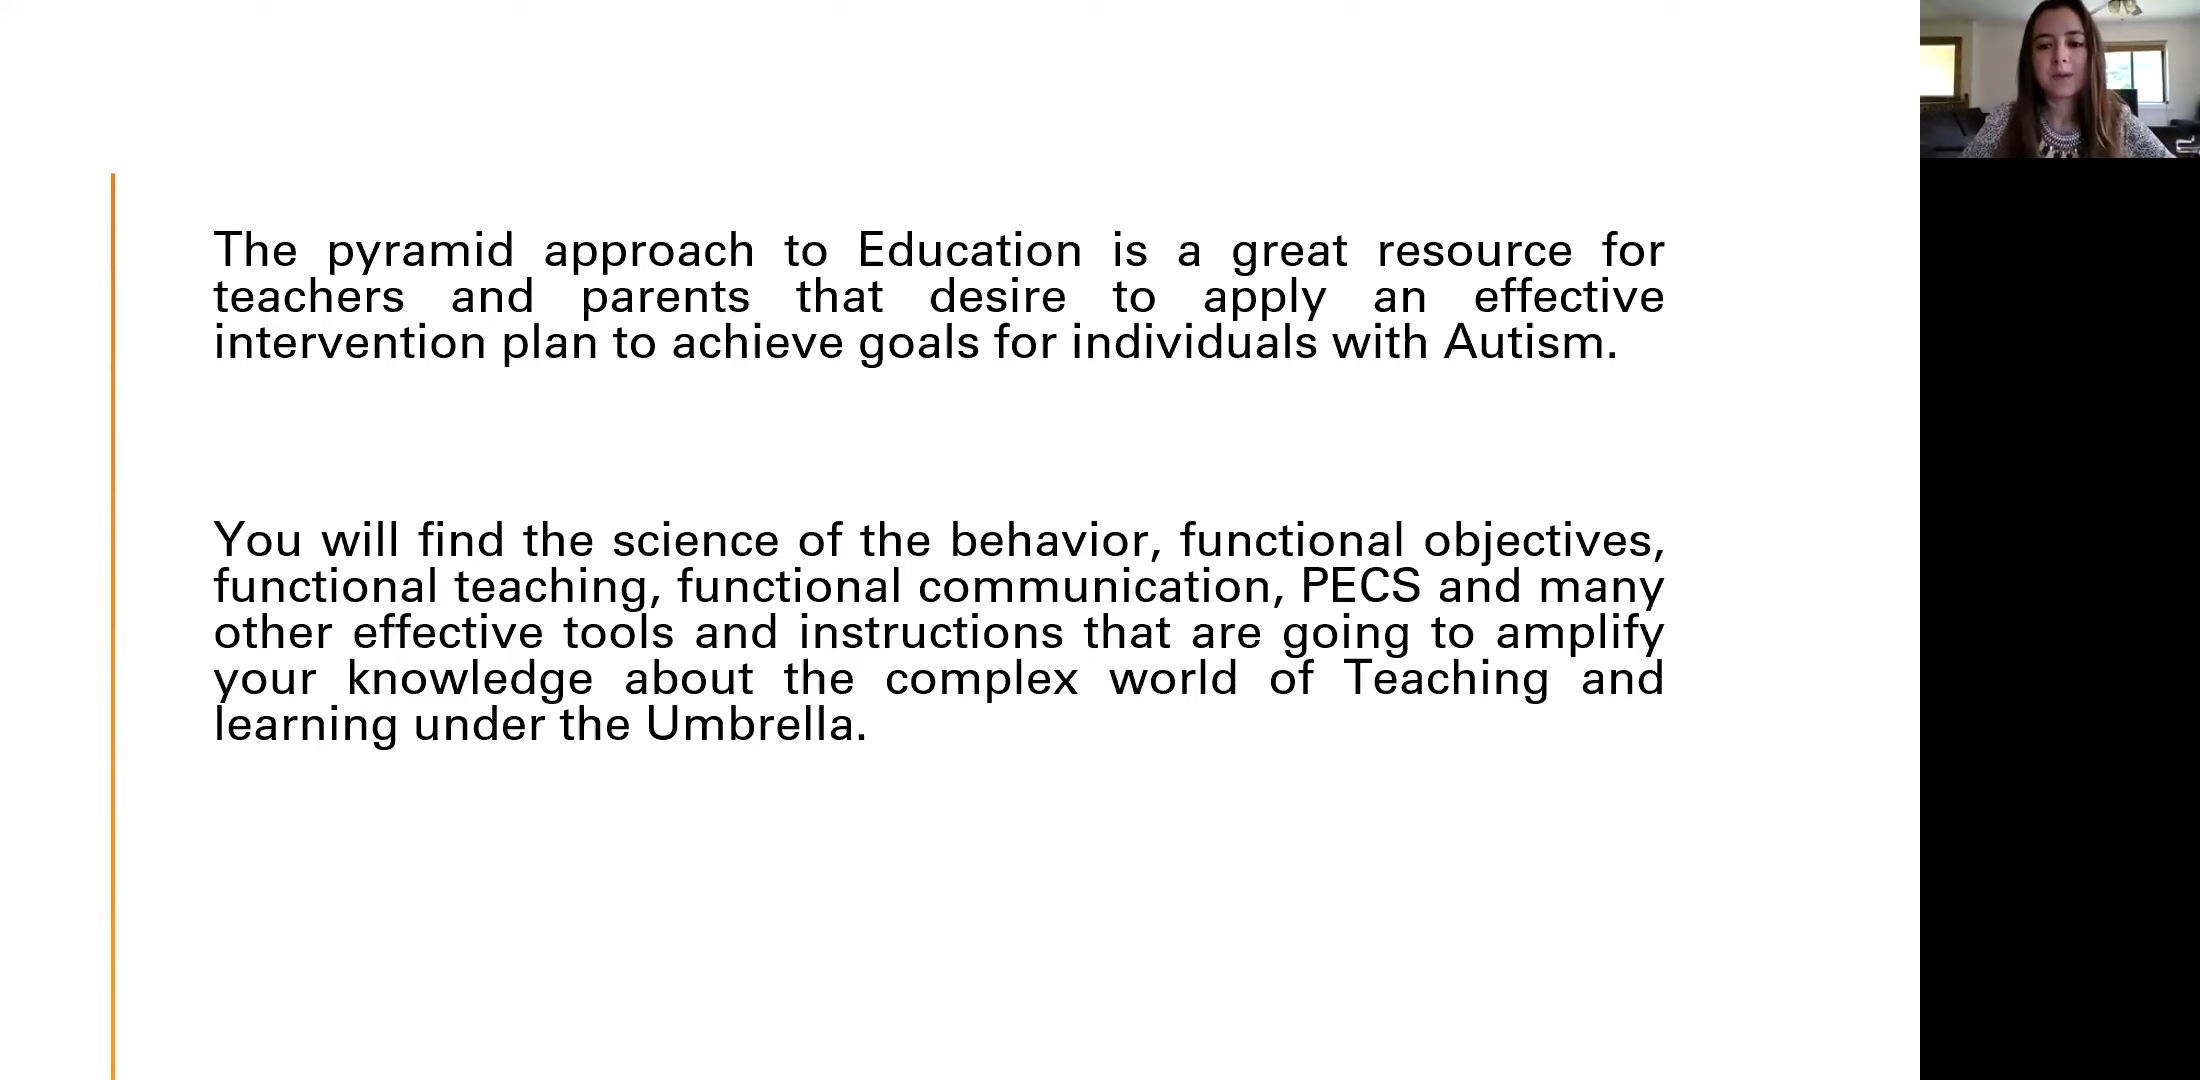 The pyramid approach to Education is a great resource for
teachers and parents that desire to apply an effective
intervention plan to achieve goals for individuals with Autism.
You will find the science of the behavior, functional objectives,
functional teaching, functional communication, PECS and many
other effective tools and instructions that are going to amplify
your knowledge about the complex world of Teaching and
learning under the Umbrella.